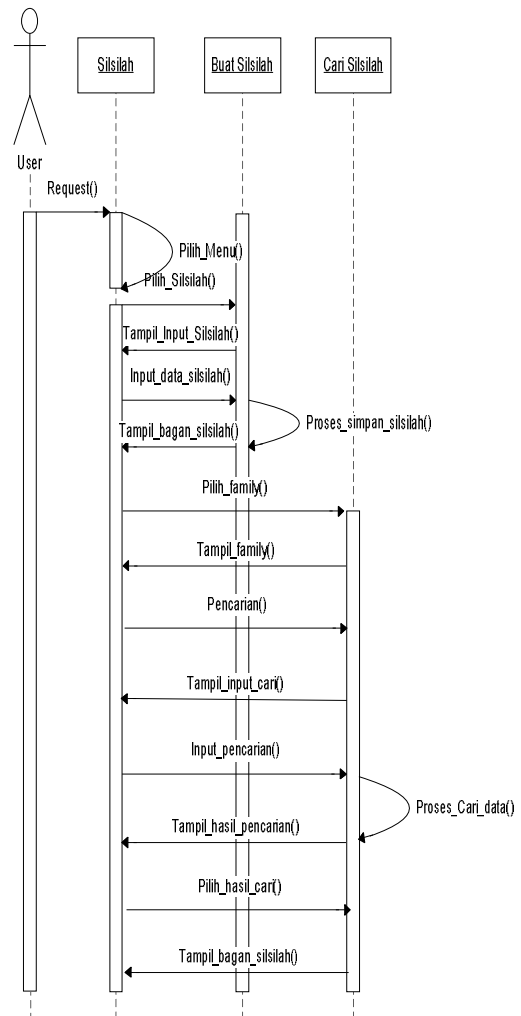 Silsilah
Buat Silsilah
Cari Silsilah
User
Request()
Pilih_Menu()
Pilih_Silsilah()
Tampil_Input_Silsilah()
Input_data_silsilah()
Proses_simpan_silsilah()
Tampil_bagan_silsilah()
Pilih_family()
Tampil_family()
Pencarian()
Tampil_input_cari()
Input_pencarian()
Proses_Cari_data()
Tampil_hasil_pencarian()
Pilih_hasil_cari()
Tampil_bagan_silsilah()